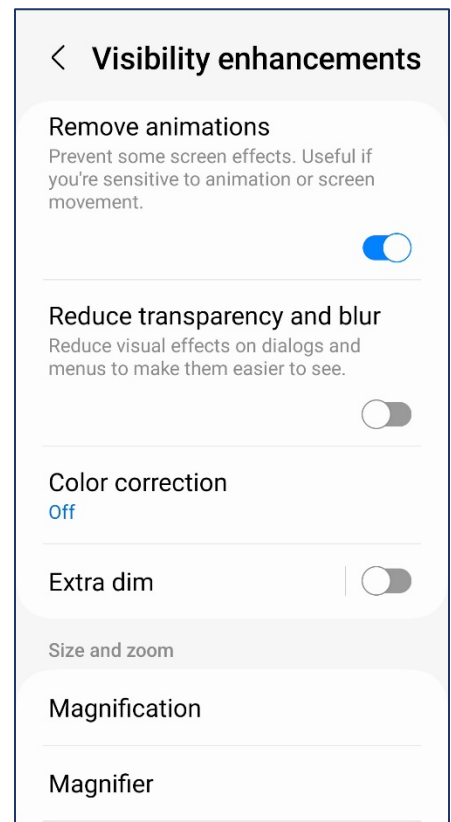 Visibility enhancements
Remove animations
Prevent some screen effects. Useful if
you're sensitive to animation or screen
movement.
Reduce transparency and blur
Reduce visual effects on dialogs and
menus to make them easier to see.
Color correction
Off
Extra dim
Size and zoom
Magnification
Magnifier